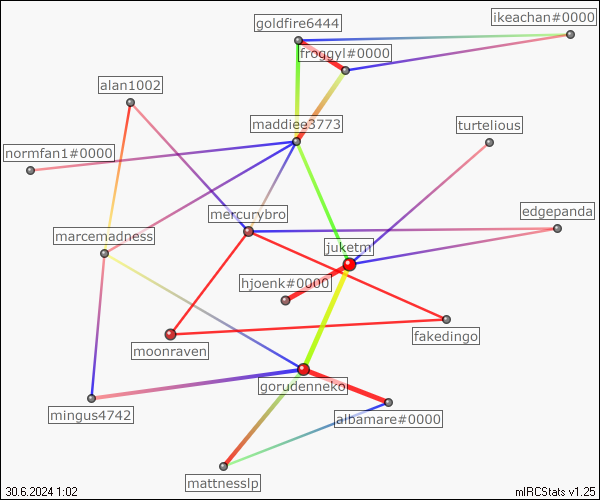 ikeachan#0000
goldfire6444
froggyl#0000
alan1002
maddiee3773
turtelious
normfan1#0000
mercurybro
edgepanda
marcemadness
juketm
hjoenk#0000
fakedingo
moonraven
gorudenneko
mingus4742
albamare#0000
mattnesslp
30.6.2024 1:02
mIRCStats v1.25